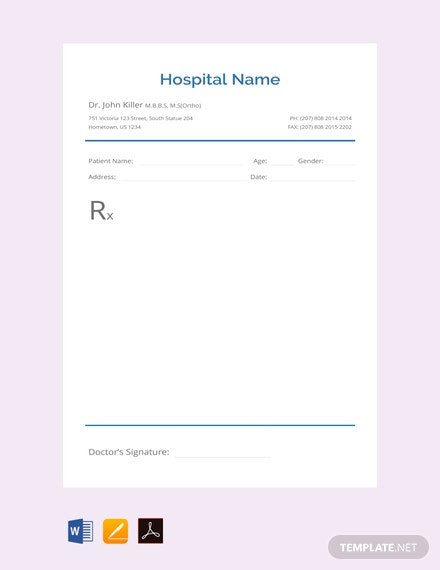 Hospital Name
Dr. John Killer M.B.B.S, M.S(Ortho)
751 Victoria 123 Street, South Statue 204 PH: (207) 808 2014 2014
Hometown, US 1234 FAX: (207) 808 2015 2202
Patient Name: Age: Gender:
Address: Date:
Rx
Doctor's Signature:
W
TEMPLATE.NET